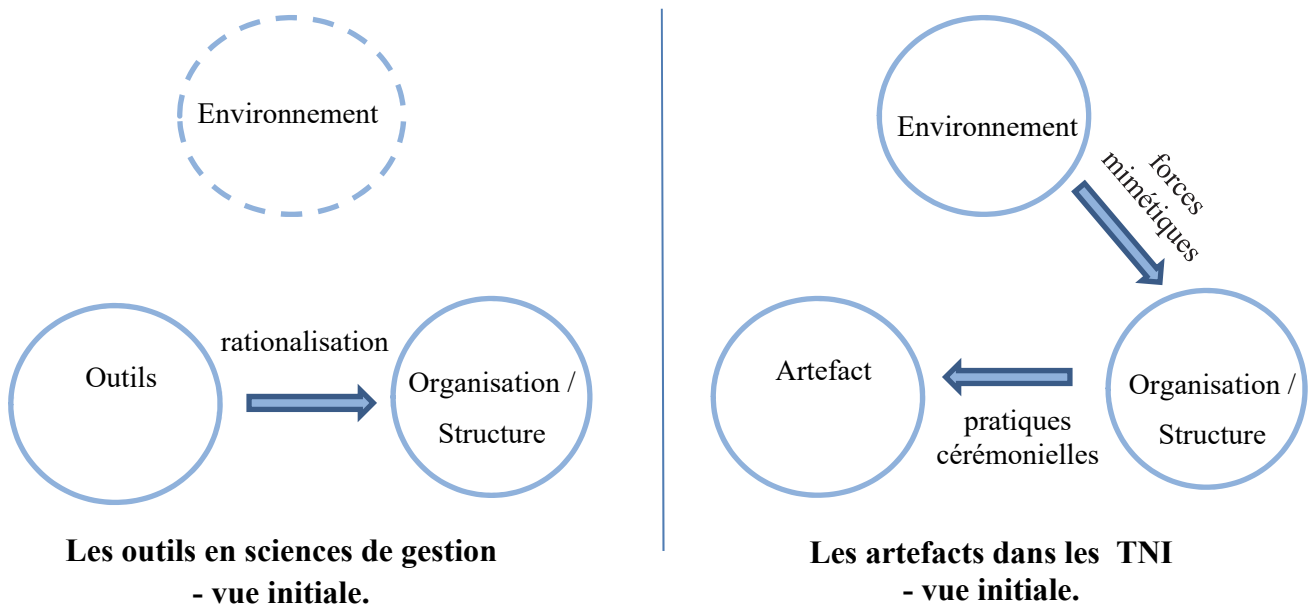 Environnement
Outils
rationalisation
Organisation /
Structure
Les outils en sciences de gestion
- vue initiale.
Environnement
forces
mimétiques
Artefact
pratiques
cérémonielles
Organisation /
Structure
Les artefacts dans les  TNI
- vue initiale.